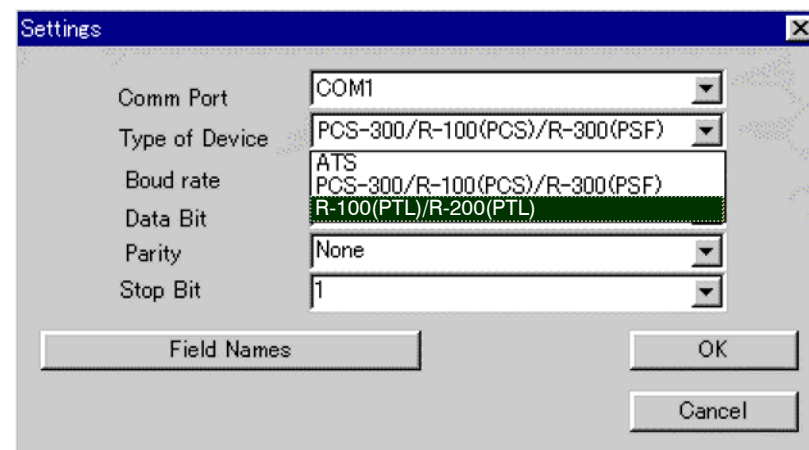 Settings
Comm Port COM1
Type of Device PCS-300/R-100(PCS)/R-300(PSF)
ATS
Boud rate PCS-300/R-100(PCS)/R-300(PSF)
R-100(PTL)/R-200(PTL)
Data Bit
Parity None
Stop Bit 1
Field Names OK
Cancel